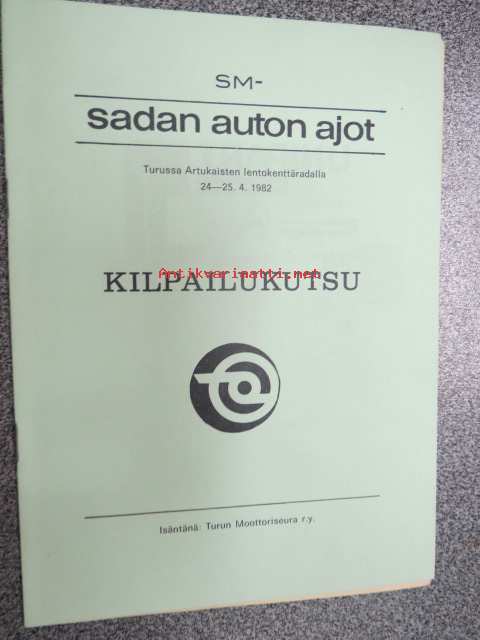 SM-
sadan auton ajot
Turussa Artukaisten lentokenttäradalla
24—25. 4. 1982
Antikvariaatti.net
KILPAILUKUTSU
Isäntänä: Turun Moottoriseura r.y.